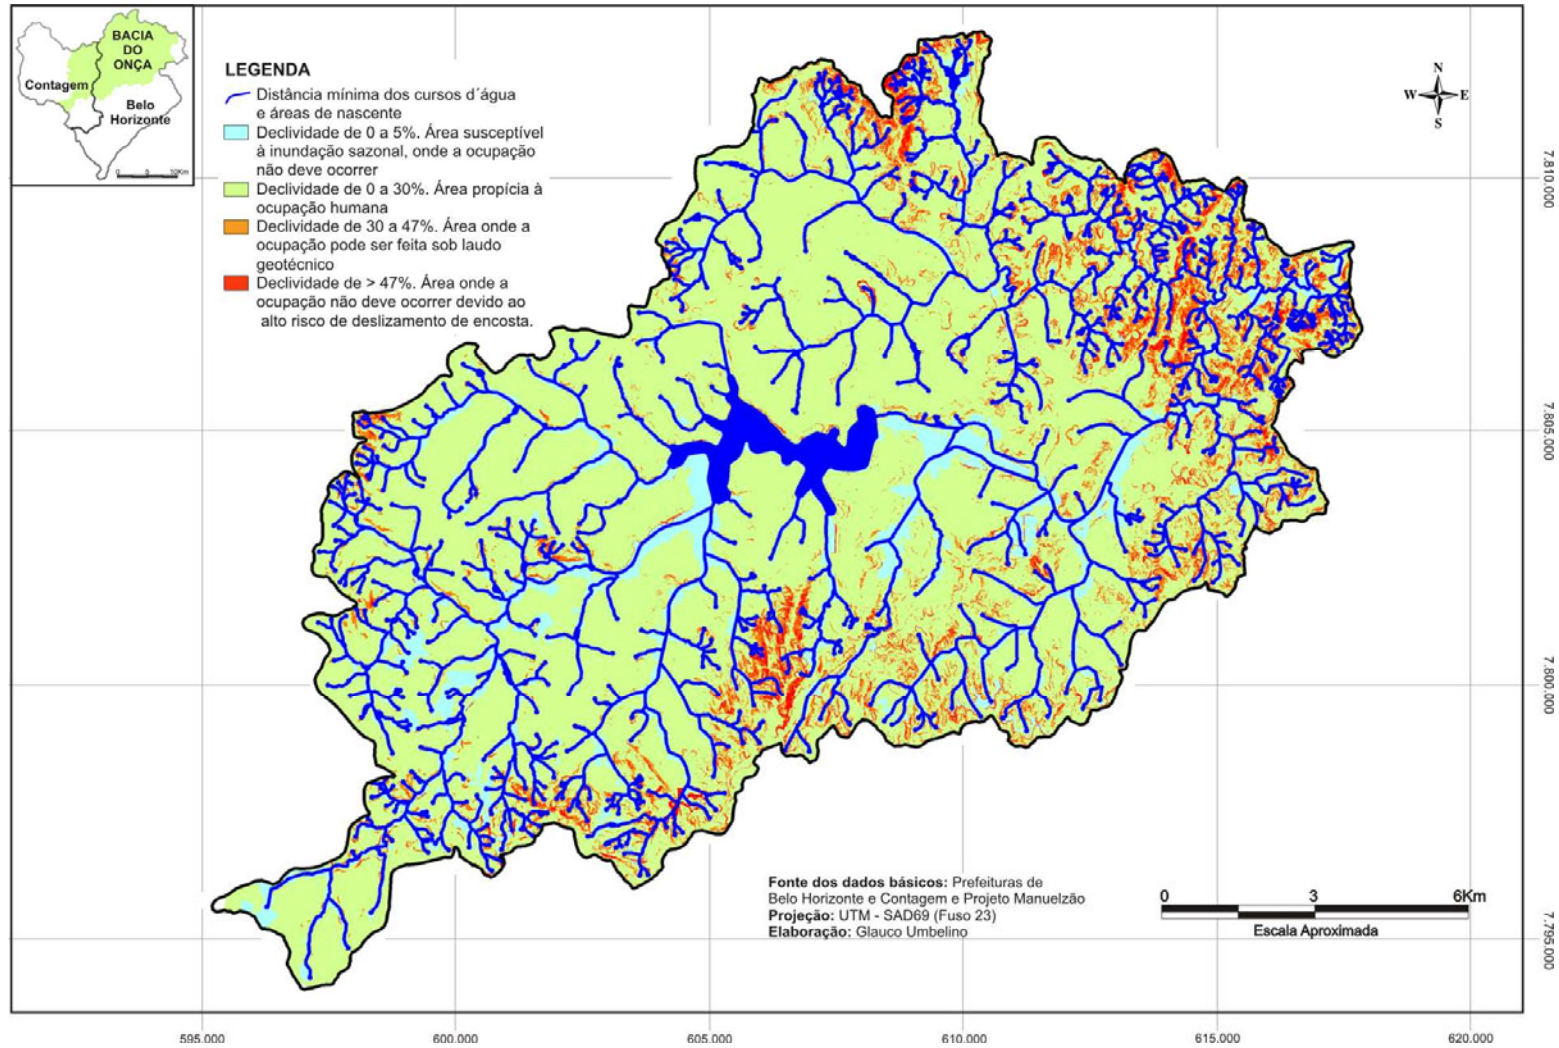 BACIA
DO
ONÇA
Contagem
Belo
Horizonte
0 5 10Km
LEGENDA
Distância mínima dos cursos d´água
e áreas de nascente
Declividade de 0 a 5%. Área susceptível
à inundação sazonal, onde a ocupação
não deve ocorrer
Declividade de 0 a 30%. Área propícia à
ocupação humana
Declividade de 30 a 47%. Área onde a
ocupação pode ser feita sob laudo
geotécnico
Declividade de > 47%. Área onde a
ocupação não deve ocorrer devido ao
alto risco de deslizamento de encosta.
N
W E
S
7.810.000
7.805.000
7.800.000
7.795.000
Fonte dos dados básicos: Prefeituras de
Belo Horizonte e Contagem e Projeto Manuelzão
Projeção: UTM - SAD69 (Fuso 23)
Elaboração: Glauco Umbelino
0 3 6Km
Escala Aproximada
595.000 600.000 605.000 610.000 615.000 620.000